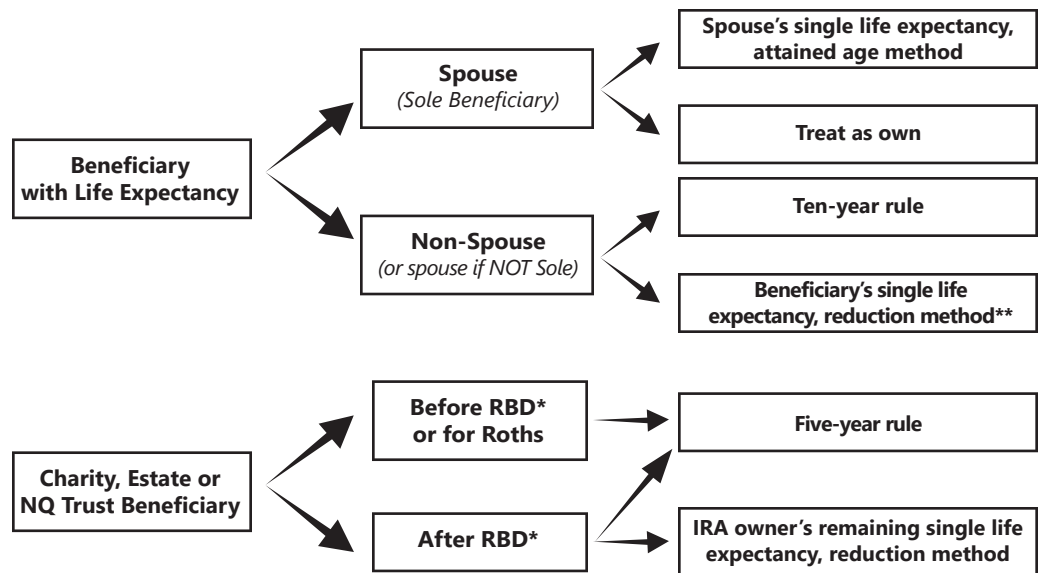 Beneficiary
with Life Expectancy
Spouse
(Sole Beneficiary)
Spouse's single life expectancy,
attained age method
Treat as own
Non-Spouse
(or spouse if NOT Sole)
Ten-year rule
Beneficiary's single life
expectancy, reduction method**
Charity, Estate or
NQ Trust Beneficiary
Before RBD*
or for Roths
Five-year rule
After RBD*
IRA owner's remaining single life
expectancy, reduction method